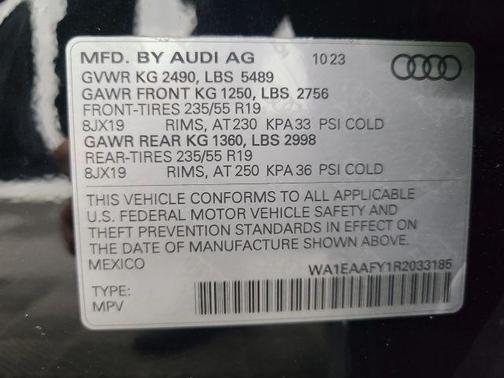 MFD. BY AUDI AG 10 23
GVWR KG 2490, LBS 5489
GAWR FRONT KG 1250, LBS 2756
FRONT-TIRES 235/55 R19
8JX19 RIMS, AT 230 KPA 33 PSI COLD
GAWR REAR KG 1360, LBS 2998
REAR-TIRES 235/55 R19
8JX19 RIMS, AT 250 KPA 36 PSI COLD
THIS VEHICLE CONFORMS TO ALL APPLICABLE
U.S. FEDERAL MOTOR VEHICLE SAFETY AND
THEFT PREVENTION STANDARDS IN EFFECT ON
THE DATE OF MANUFACTURE SHOWN ABOVE.
MEXICO WA1EAAFY1R2033185
TYPE:
MPV